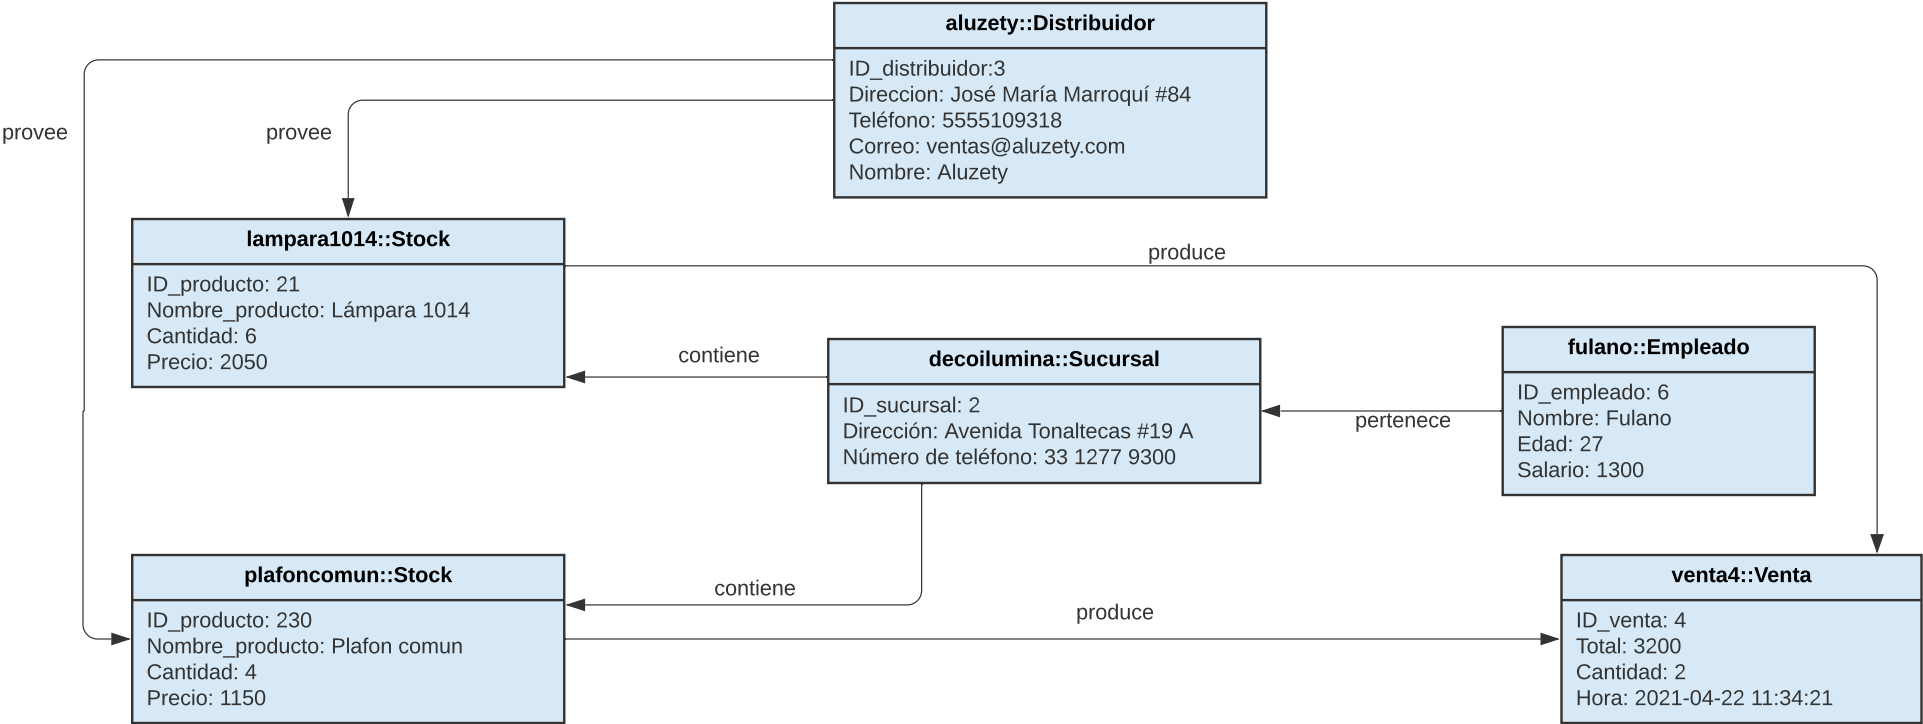 aluzety::Distribuidor
ID_distribuidor:3
Direccion: José María Marroquí #84
Teléfono: 5555109318
Correo: ventas@aluzety.com
Nombre: Aluzety
provee
provee
lampara1014::Stock
ID_producto: 21
Nombre_producto: Lámpara 1014
Cantidad: 6
Precio: 2050
produce
contiene
decoilumina::Sucursal
ID_sucursal: 2
Dirección: Avenida Tonaltecas #19 A
Número de teléfono: 33 1277 9300
pertenece
fulano::Empleado
ID_empleado: 6
Nombre: Fulano
Edad: 27
Salario: 1300
plafoncomun::Stock
ID_producto: 230
Nombre_producto: Plafon comun
Cantidad: 4
Precio: 1150
contiene
produce
venta4::Venta
ID_venta: 4
Total: 3200
Cantidad: 2
Hora: 2021-04-22 11:34:21